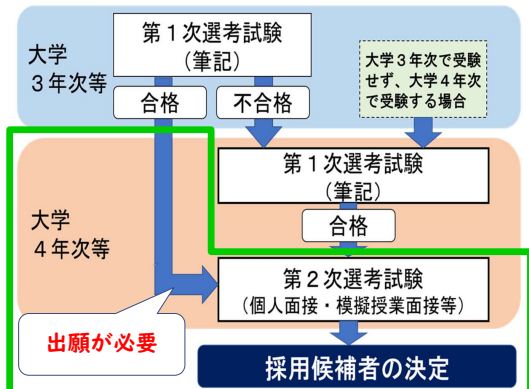 大学
３年次等
第１次選考試験
（筆記）
合格
不合格
大学３年次で受験
せず、大学４年次
で受験する場合
大学
４年次等
第１次選考試験
（筆記）
合格
第２次選考試験
（個人面接・模擬授業面接等）
出願が必要
採用候補者の決定